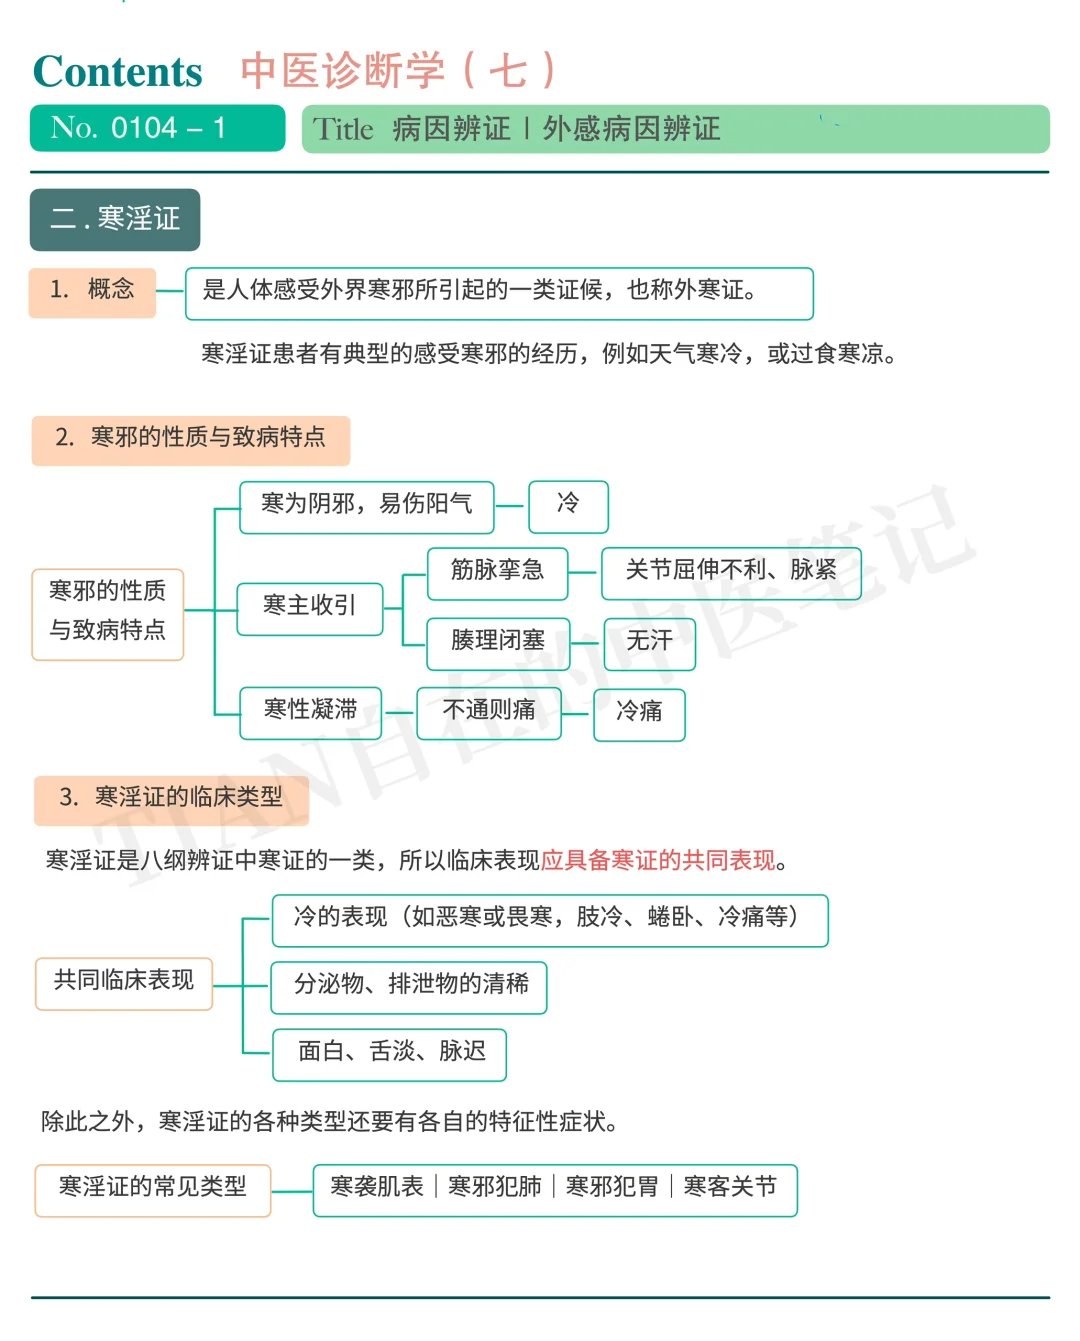 Contents 中医诊断学（七）
No. 0104 – 1
Title 病因辨证｜外感病因辨证
二 . 寒淫证
1. 概念
是人体感受外界寒邪所引起的一类证候，也称外寒证。
寒淫证患者有典型的感受寒邪的经历，例如天气寒冷，或过食寒凉。
2. 寒邪的性质与致病特点
寒邪的性质
与致病特点
寒为阴邪，易伤阳气
冷
寒主收引
筋脉挛急
关节屈伸不利、脉紧
腠理闭塞
无汗
寒性凝滞
不通则痛
冷痛
3. 寒淫证的临床类型
寒淫证是八纲辨证中寒证的一类，所以临床表现应具备寒证的共同表现。
共同临床表现
冷的表现（如恶寒或畏寒，肢冷、蜷卧、冷痛等）
分泌物、排泄物的清稀
面白、舌淡、脉迟
除此之外，寒淫证的各种类型还要有各自的特征性症状。
寒淫证的常见类型
寒袭肌表｜寒邪犯肺｜寒邪犯胃｜寒客关节
TIAN自在的中医笔记